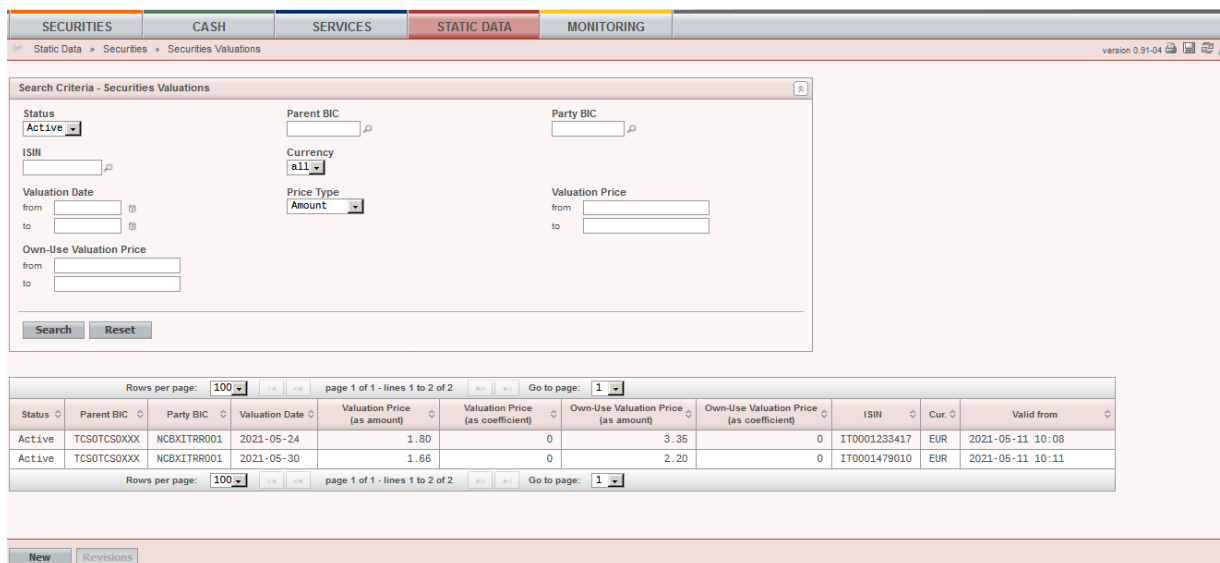 SECURITIES CASH SERVICES STATIC DATA MONITORING
Static Data » Securities » Securities Valuations version 0.91-04
Search Criteria - Securities Valuations
Status Parent BIC Party BIC
Active
ISIN Currency
all
Valuation Date Price Type Valuation Price
from Amount from
to to
Own-Use Valuation Price
from
to
Search Reset
Rows per page: 100 page 1 of 1 - lines 1 to 2 of 2 Go to page: 1
Status Parent BIC Party BIC Valuation Date Valuation Price (as amount) Valuation Price (as coefficient) Own-Use Valuation Price (as amount) Own-Use Valuation Price (as coefficient) ISIN Cur. Valid from
Active TCSOTCSOXXX NCBXITRR001 2021-05-24 1.80 0 3.35 0 IT0001233417 EUR 2021-05-11 10:08
Active TCSOTCSOXXX NCBXITRR001 2021-05-30 1.66 0 2.20 0 IT0001479010 EUR 2021-05-11 10:11
Rows per page: 100 page 1 of 1 - lines 1 to 2 of 2 Go to page: 1
New Revisions